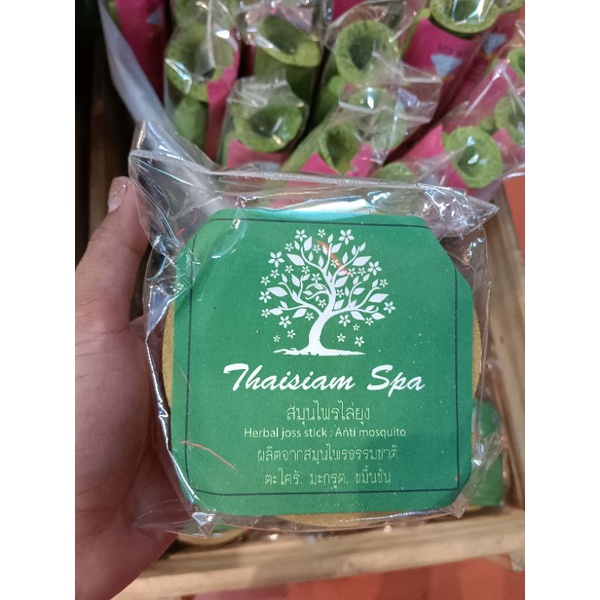 Thaisiam Spa
สมุนไพรไล่ยุง
Herbal joss stick : Anti mosquito
ผลิตจากสมุนไพรธรรมชาติ
ตะไคร้, มะกรูด, ขมิ้นชัน